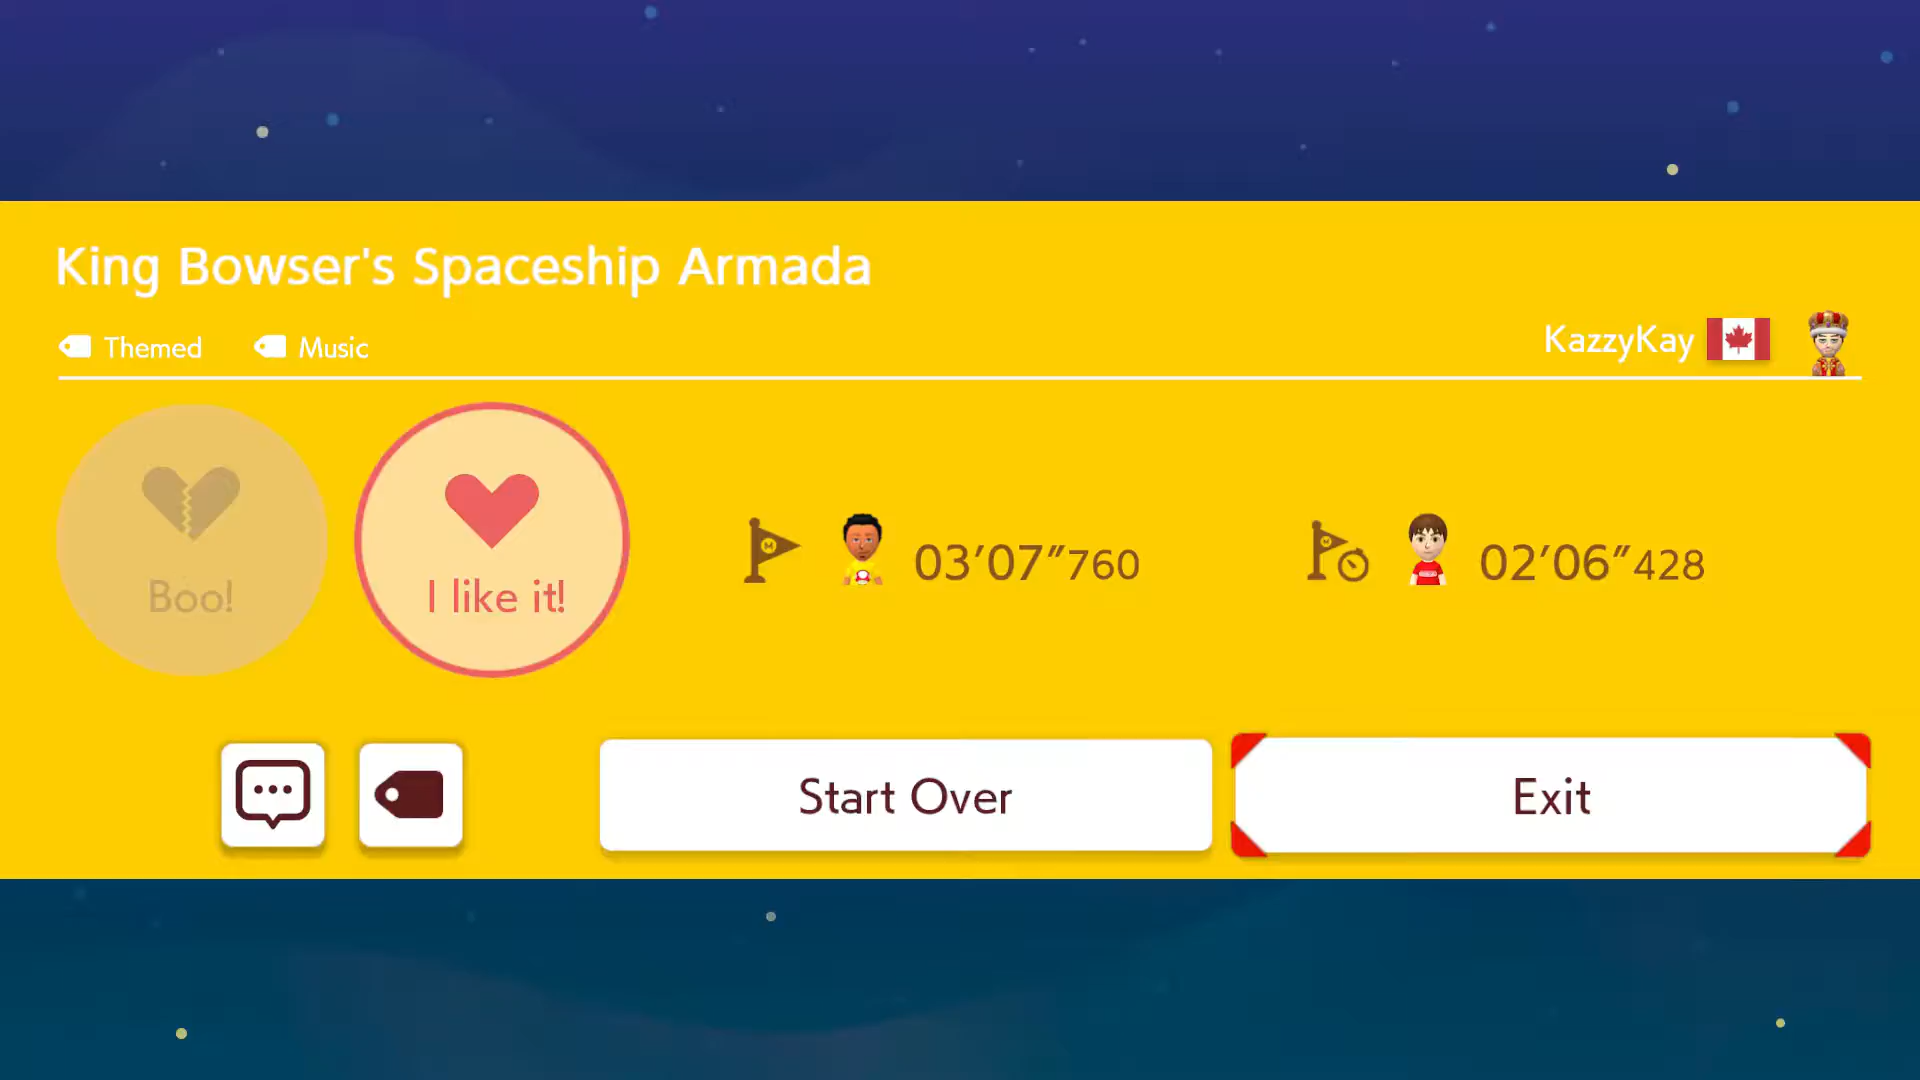 King Bowser's Spaceship Armada
Themed Music
KazzyKay
Boo!
I like it!
M 03'07"760
M 02'06"428
Start Over
Exit